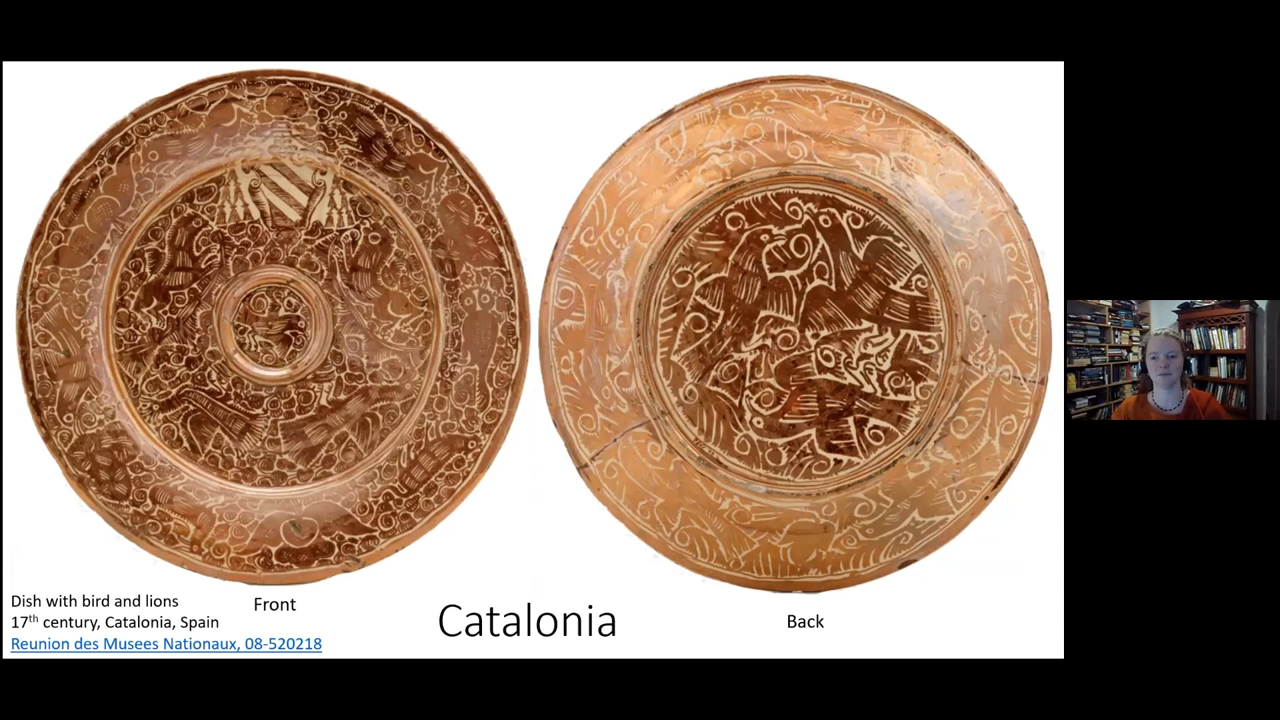 Dish with bird and lions
17th century, Catalonia, Spain
Reunion des Musees Nationaux, 08-520218
Front
Catalonia
Back